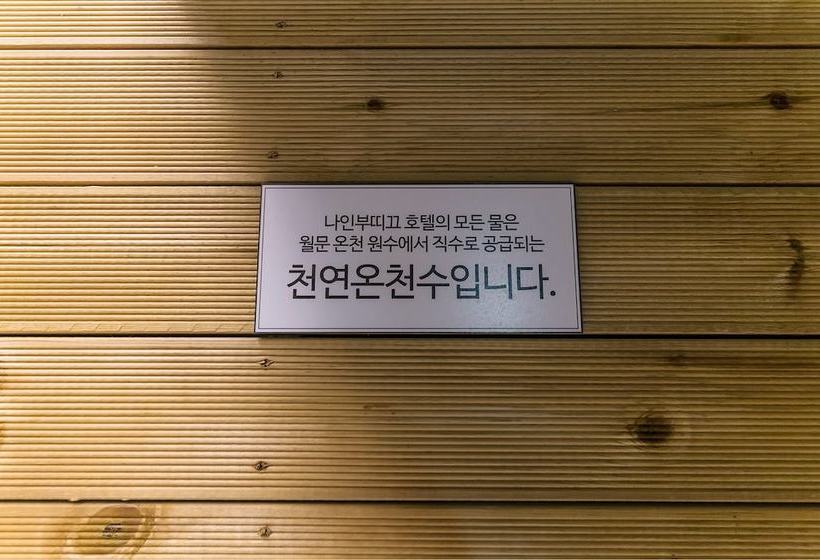 나인부띠끄 호텔의 모든 물은
월문 온천 원수에서 직수로 공급되는
천연온천수입니다.